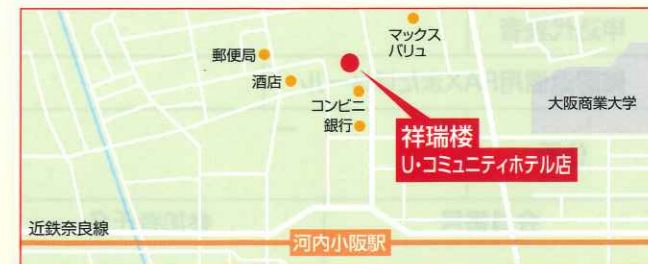 マックス
バリュ
郵便局
酒店
コンビニ
銀行
大阪商業大学
祥瑞楼
U・コミュニティホテル店
近鉄奈良線
河内小阪駅